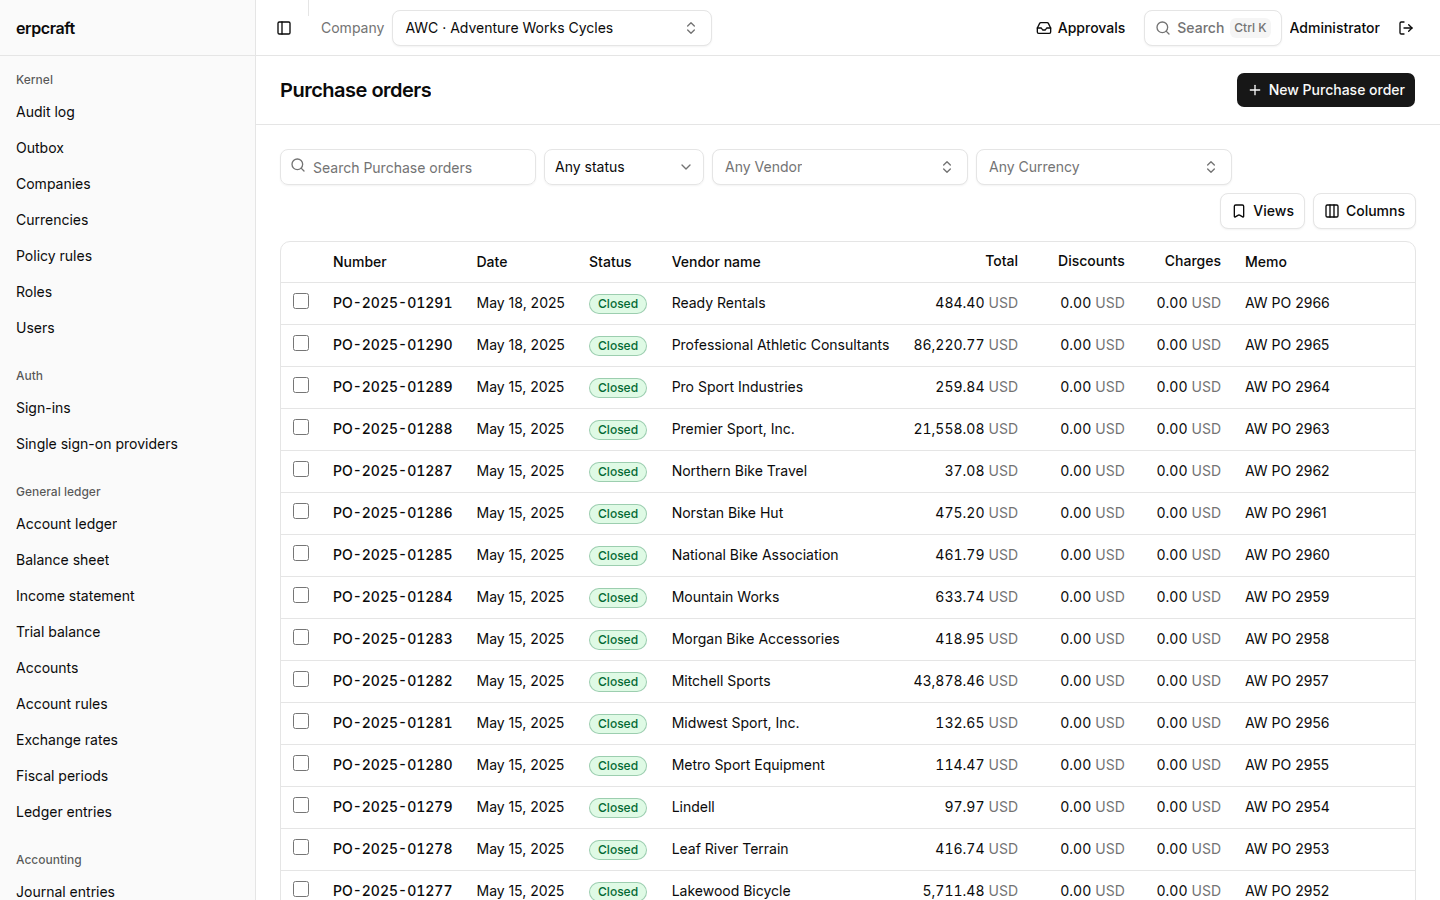 erpcraft
Company
AWC · Adventure Works Cycles
Approvals
Search Ctrl K
Administrator
Kernel
Audit log
Outbox
Companies
Currencies
Policy rules
Roles
Users
Auth
Sign-ins
Single sign-on providers
General ledger
Account ledger
Balance sheet
Income statement
Trial balance
Accounts
Account rules
Exchange rates
Fiscal periods
Ledger entries
Accounting
Journal entries
Purchase orders
New Purchase order
Search Purchase orders
Any status
Any Vendor
Any Currency
Views
Columns
Number Date Status Vendor name Total Discounts Charges Memo
PO-2025-01291 May 18, 2025 Closed Ready Rentals 484.40 USD 0.00 USD 0.00 USD AW PO 2966
PO-2025-01290 May 18, 2025 Closed Professional Athletic Consultants 86,220.77 USD 0.00 USD 0.00 USD AW PO 2965
PO-2025-01289 May 15, 2025 Closed Pro Sport Industries 259.84 USD 0.00 USD 0.00 USD AW PO 2964
PO-2025-01288 May 15, 2025 Closed Premier Sport, Inc. 21,558.08 USD 0.00 USD 0.00 USD AW PO 2963
PO-2025-01287 May 15, 2025 Closed Northern Bike Travel 37.08 USD 0.00 USD 0.00 USD AW PO 2962
PO-2025-01286 May 15, 2025 Closed Norstan Bike Hut 475.20 USD 0.00 USD 0.00 USD AW PO 2961
PO-2025-01285 May 15, 2025 Closed National Bike Association 461.79 USD 0.00 USD 0.00 USD AW PO 2960
PO-2025-01284 May 15, 2025 Closed Mountain Works 633.74 USD 0.00 USD 0.00 USD AW PO 2959
PO-2025-01283 May 15, 2025 Closed Morgan Bike Accessories 418.95 USD 0.00 USD 0.00 USD AW PO 2958
PO-2025-01282 May 15, 2025 Closed Mitchell Sports 43,878.46 USD 0.00 USD 0.00 USD AW PO 2957
PO-2025-01281 May 15, 2025 Closed Midwest Sport, Inc. 132.65 USD 0.00 USD 0.00 USD AW PO 2956
PO-2025-01280 May 15, 2025 Closed Metro Sport Equipment 114.47 USD 0.00 USD 0.00 USD AW PO 2955
PO-2025-01279 May 15, 2025 Closed Lindell 97.97 USD 0.00 USD 0.00 USD AW PO 2954
PO-2025-01278 May 15, 2025 Closed Leaf River Terrain 416.74 USD 0.00 USD 0.00 USD AW PO 2953
PO-2025-01277 May 15, 2025 Closed Lakewood Bicycle 5,711.48 USD 0.00 USD 0.00 USD AW PO 2952